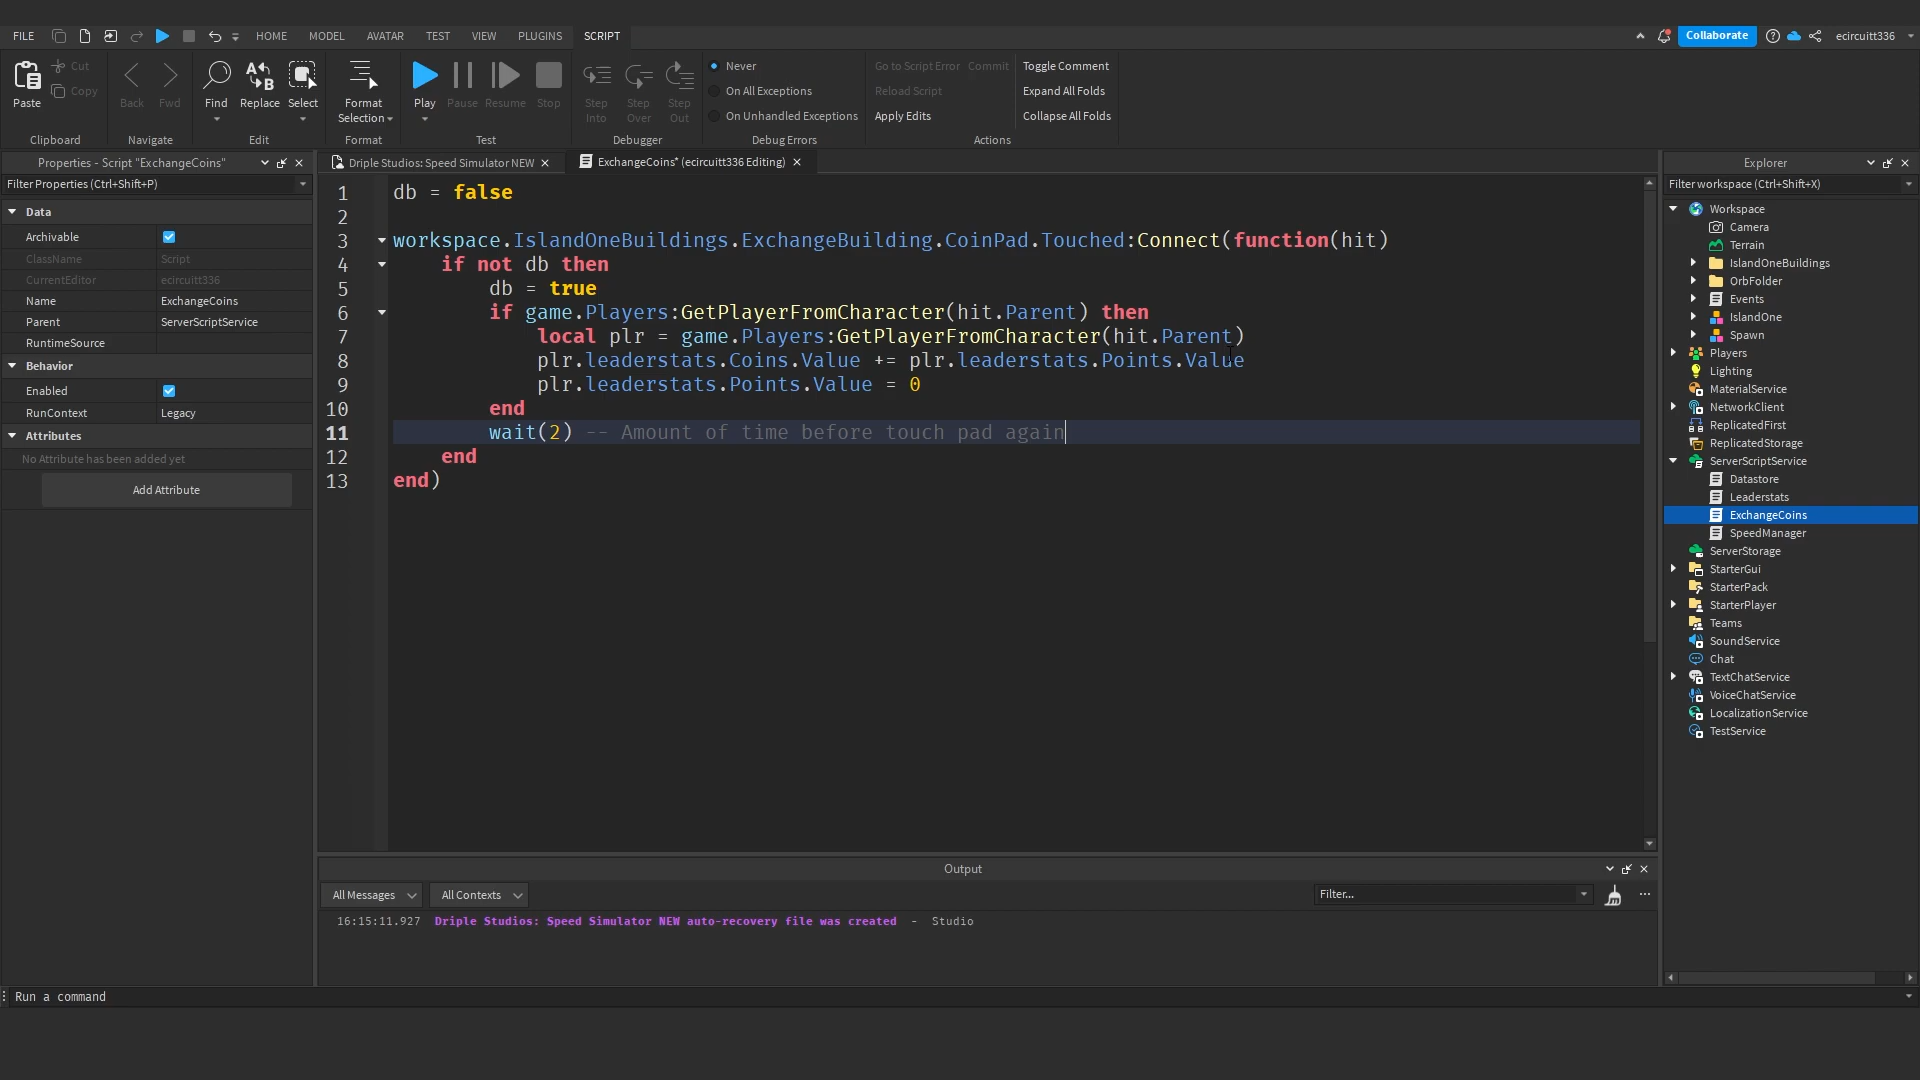 FILE HOME MODEL AVATAR TEST VIEW PLUGINS SCRIPT Collaborate ecircuitt336
Paste Cut Copy
Clipboard
Back Fwd
Navigate
Find Replace Select
Edit
Format Selection
Format
Play Pause Resume Stop
Test
Step Into Step Over Step Out
Debugger
Never
On All Exceptions
On Unhandled Exceptions
Debug Errors
Go to Script Error Commit
Reload Script
Apply Edits
Toggle Comment
Expand All Folds
Collapse All Folds
Actions
Properties - Script "ExchangeCoins"
Filter Properties (Ctrl+Shift+P)
Data
Archivable
ClassName Script
CurrentEditor ecircuitt336
Name ExchangeCoins
Parent ServerScriptService
RuntimeSource
Behavior
Enabled
RunContext Legacy
Attributes
No Attribute has been added yet
Add Attribute
Driple Studios: Speed Simulator NEW
ExchangeCoins* (ecircuitt336 Editing)
1 db = false
2
3 workspace.IslandOneBuildings.ExchangeBuilding.CoinPad.Touched:Connect(function(hit)
4 if not db then
5 db = true
6 if game.Players:GetPlayerFromCharacter(hit.Parent) then
7 local plr = game.Players:GetPlayerFromCharacter(hit.Parent)
8 plr.leaderstats.Coins.Value += plr.leaderstats.Points.Value
9 plr.leaderstats.Points.Value = 0
10 end
11 wait(2) -- Amount of time before touch pad again
12 end
13 end)
Output
All Messages All Contexts Filter...
16:15:11.927 Driple Studios: Speed Simulator NEW auto-recovery file was created - Studio
Explorer
Filter workspace (Ctrl+Shift+X)
Workspace
Camera
Terrain
IslandOneBuildings
OrbFolder
Events
IslandOne
Spawn
Players
Lighting
MaterialService
NetworkClient
ReplicatedFirst
ReplicatedStorage
ServerScriptService
Datastore
Leaderstats
ExchangeCoins
SpeedManager
ServerStorage
StarterGui
StarterPack
StarterPlayer
Teams
SoundService
Chat
TextChatService
VoiceChatService
LocalizationService
TestService
Run a command